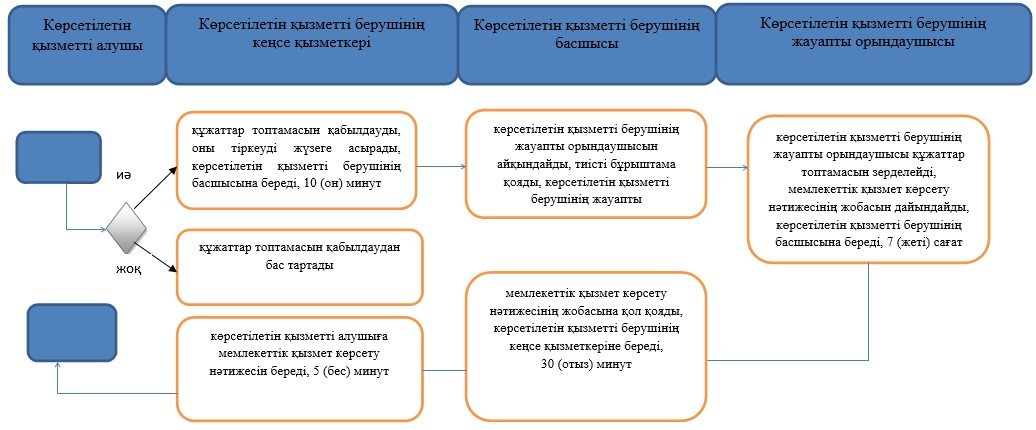 Көрсетілетін
қызметті алушы
Көрсетілетін қызметті берушінің
кеңсе қызметкері
Көрсетілетін қызметті берушінің
басшысы
Көрсетілетін қызметті берушінің
жауапты орындаушысы
иә
жоқ
құжаттар топтамасын қабылдауды,
оны тіркеуді жүзеге асырады,
көрсетілетін қызметті берушінің
басшысына береді, 10 (он) минут
көрсетілетін қызметті берушінің
жауапты орындаушысын
айқындайды, тиісті бұрыштама
қояды, көрсетілетін қызметті
берушінің жауапты
көрсетілетін қызметті берушінің
жауапты орындаушысы құжаттар
топтамасын зерделейді,
мемлекеттік қызмет көрсету
нәтижесінің жобасын дайындайды,
көрсетілетін қызметті берушінің
басшысына береді, 7 (жеті) сағат
құжаттар топтамасын қабылдаудан
бас тартады
мемлекеттік қызмет көрсету
нәтижесінің жобасына қол қояды,
көрсетілетін қызметті берушінің
кеңсе қызметкеріне береді,
30 (отыз) минут
көрсетілетін қызметті алушыға
мемлекеттік қызмет көрсету
нәтижесін береді, 5 (бес) минут